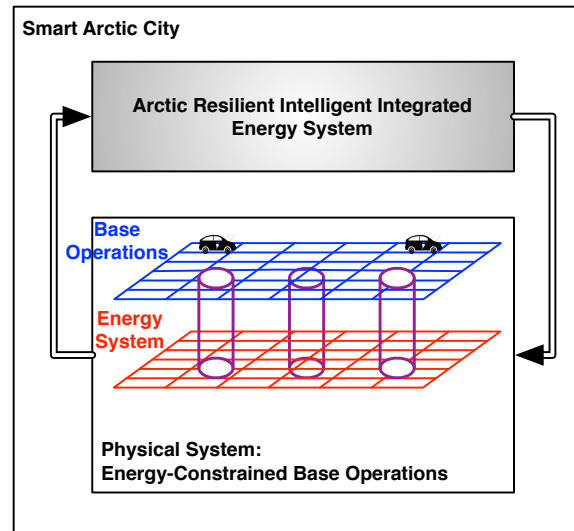 Smart Arctic City
Arctic Resilient Intelligent Integrated
Energy System
Base
Operations
Energy
System
Physical System:
Energy-Constrained Base Operations